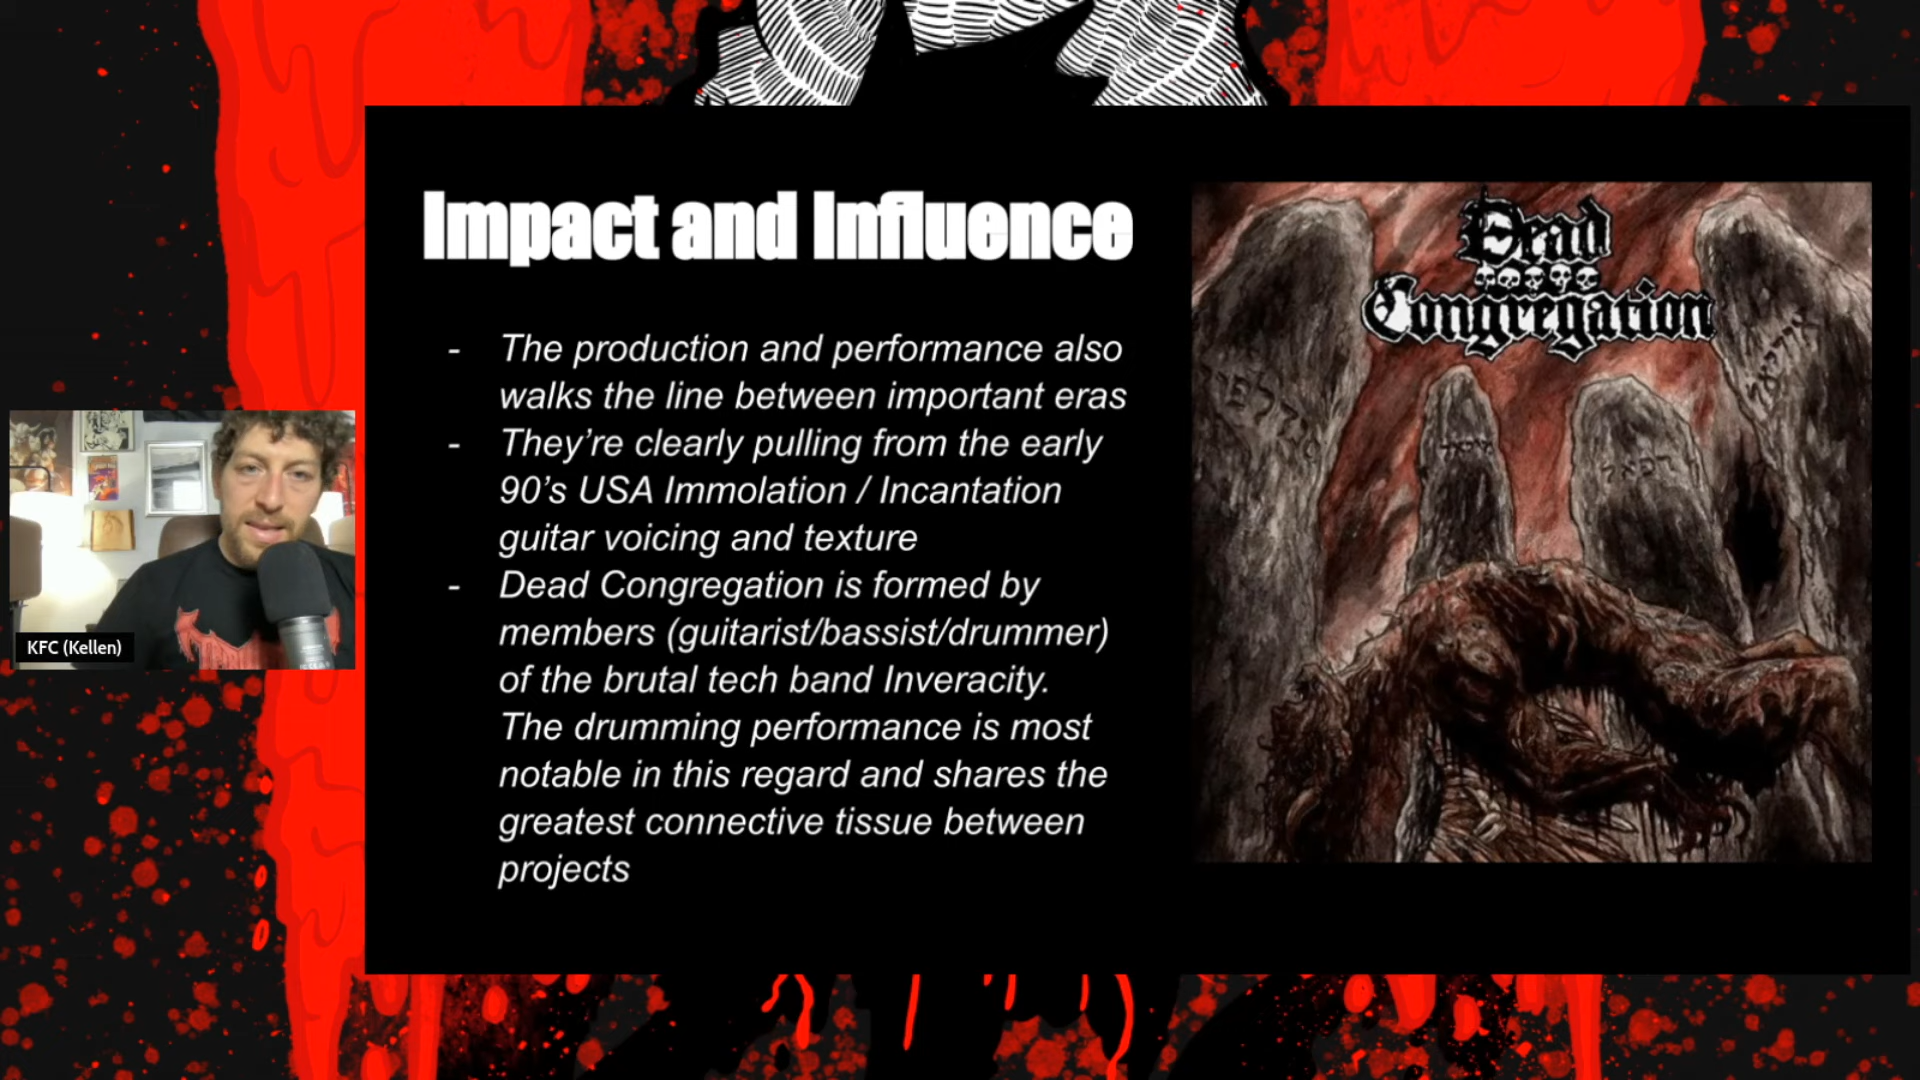 Impact and Influence
- The production and performance also
walks the line between important eras
- They’re clearly pulling from the early
90’s USA Immolation / Incantation
guitar voicing and texture
- Dead Congregation is formed by
members (guitarist/bassist/drummer)
of the brutal tech band Inveracity.
The drumming performance is most
notable in this regard and shares the
greatest connective tissue between
projects
Dead
Congregation
KFC (Kellen)